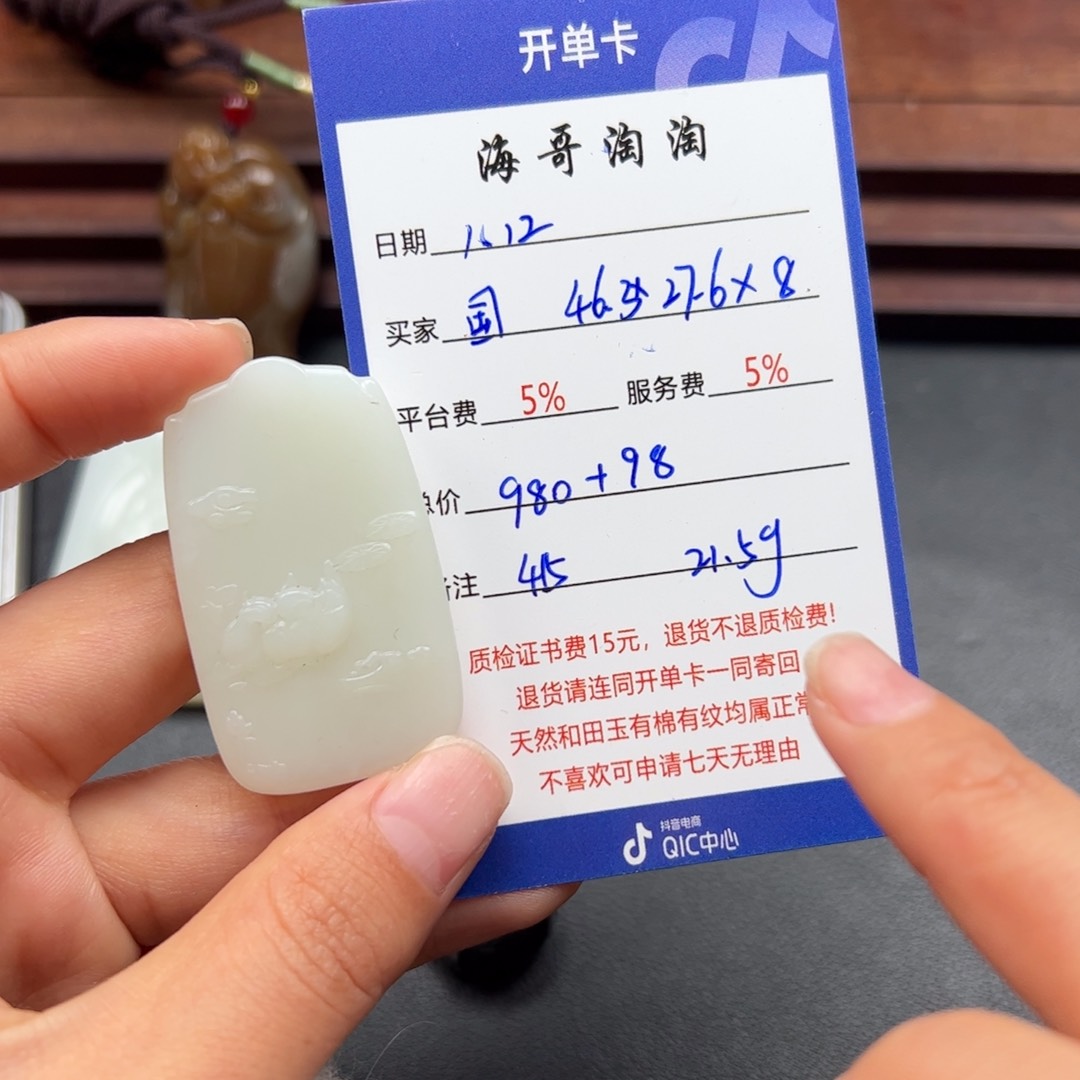 开单卡
海哥淘淘
日期 1.12
买家 国 46.5×27.6×8
平台费 5% 服务费 5%
总价 980+98
备注 415 21.5g
质检证书费15元，退货不退质检费!
退货请连同开单卡一同寄回
天然和田玉有棉有纹均属正常
不喜欢可申请七天无理由
抖音电商
QIC中心